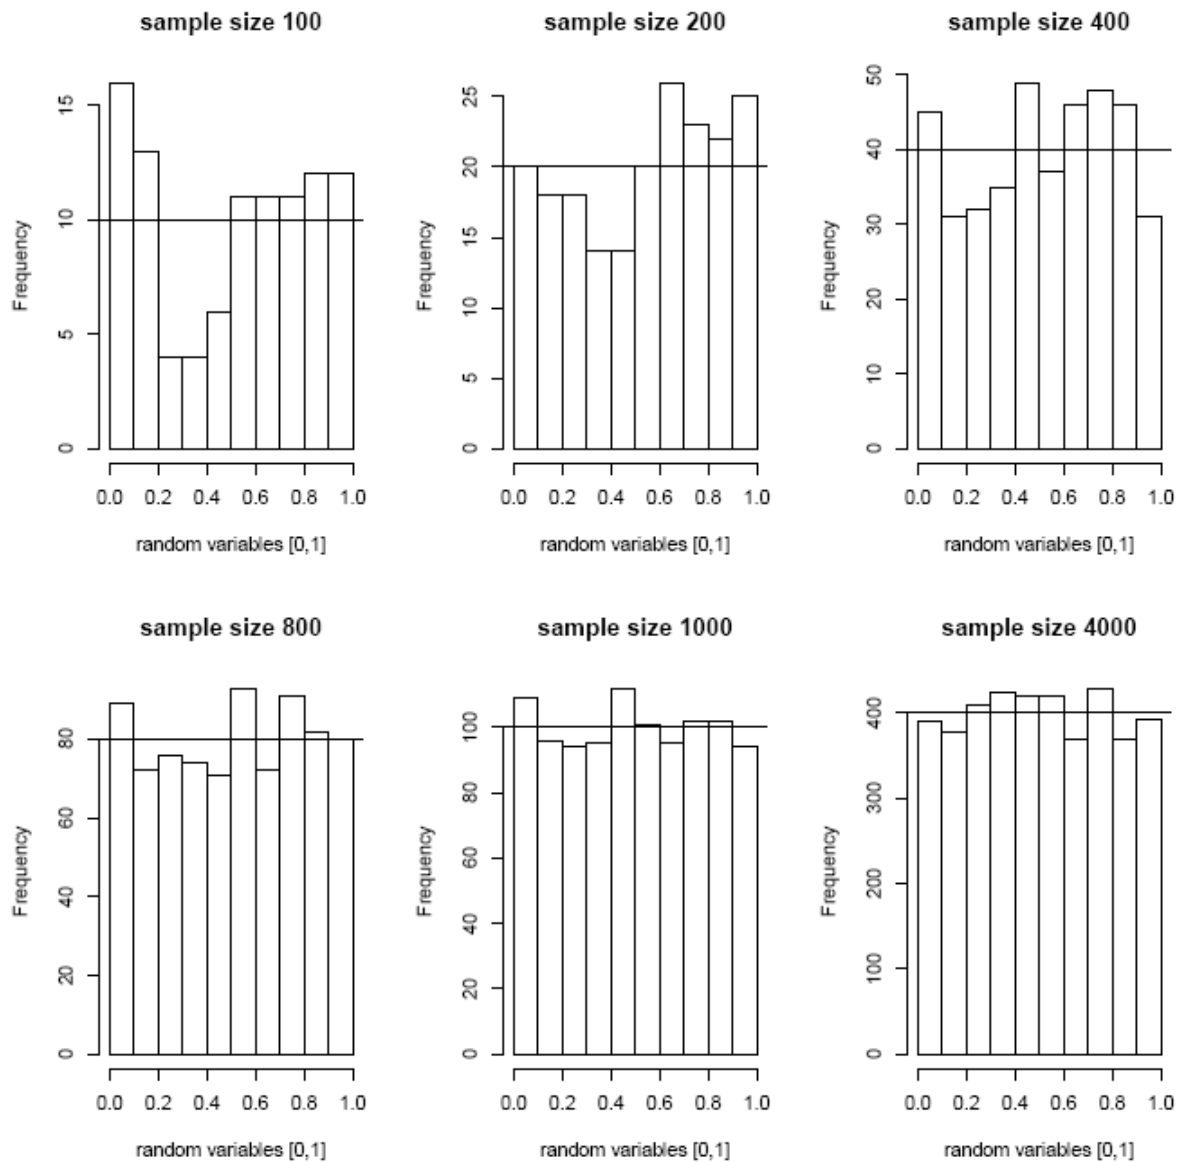 sample size 100
Frequency
15
10
5
0
0.0 0.2 0.4 0.6 0.8 1.0
random variables [0,1]
sample size 200
Frequency
25
20
15
10
5
0
0.0 0.2 0.4 0.6 0.8 1.0
random variables [0,1]
sample size 400
Frequency
50
40
30
20
10
0
0.0 0.2 0.4 0.6 0.8 1.0
random variables [0,1]
sample size 800
Frequency
80
60
40
20
0
0.0 0.2 0.4 0.6 0.8 1.0
random variables [0,1]
sample size 1000
Frequency
100
80
60
40
20
0
0.0 0.2 0.4 0.6 0.8 1.0
random variables [0,1]
sample size 4000
Frequency
400
300
200
100
0
0.0 0.2 0.4 0.6 0.8 1.0
random variables [0,1]